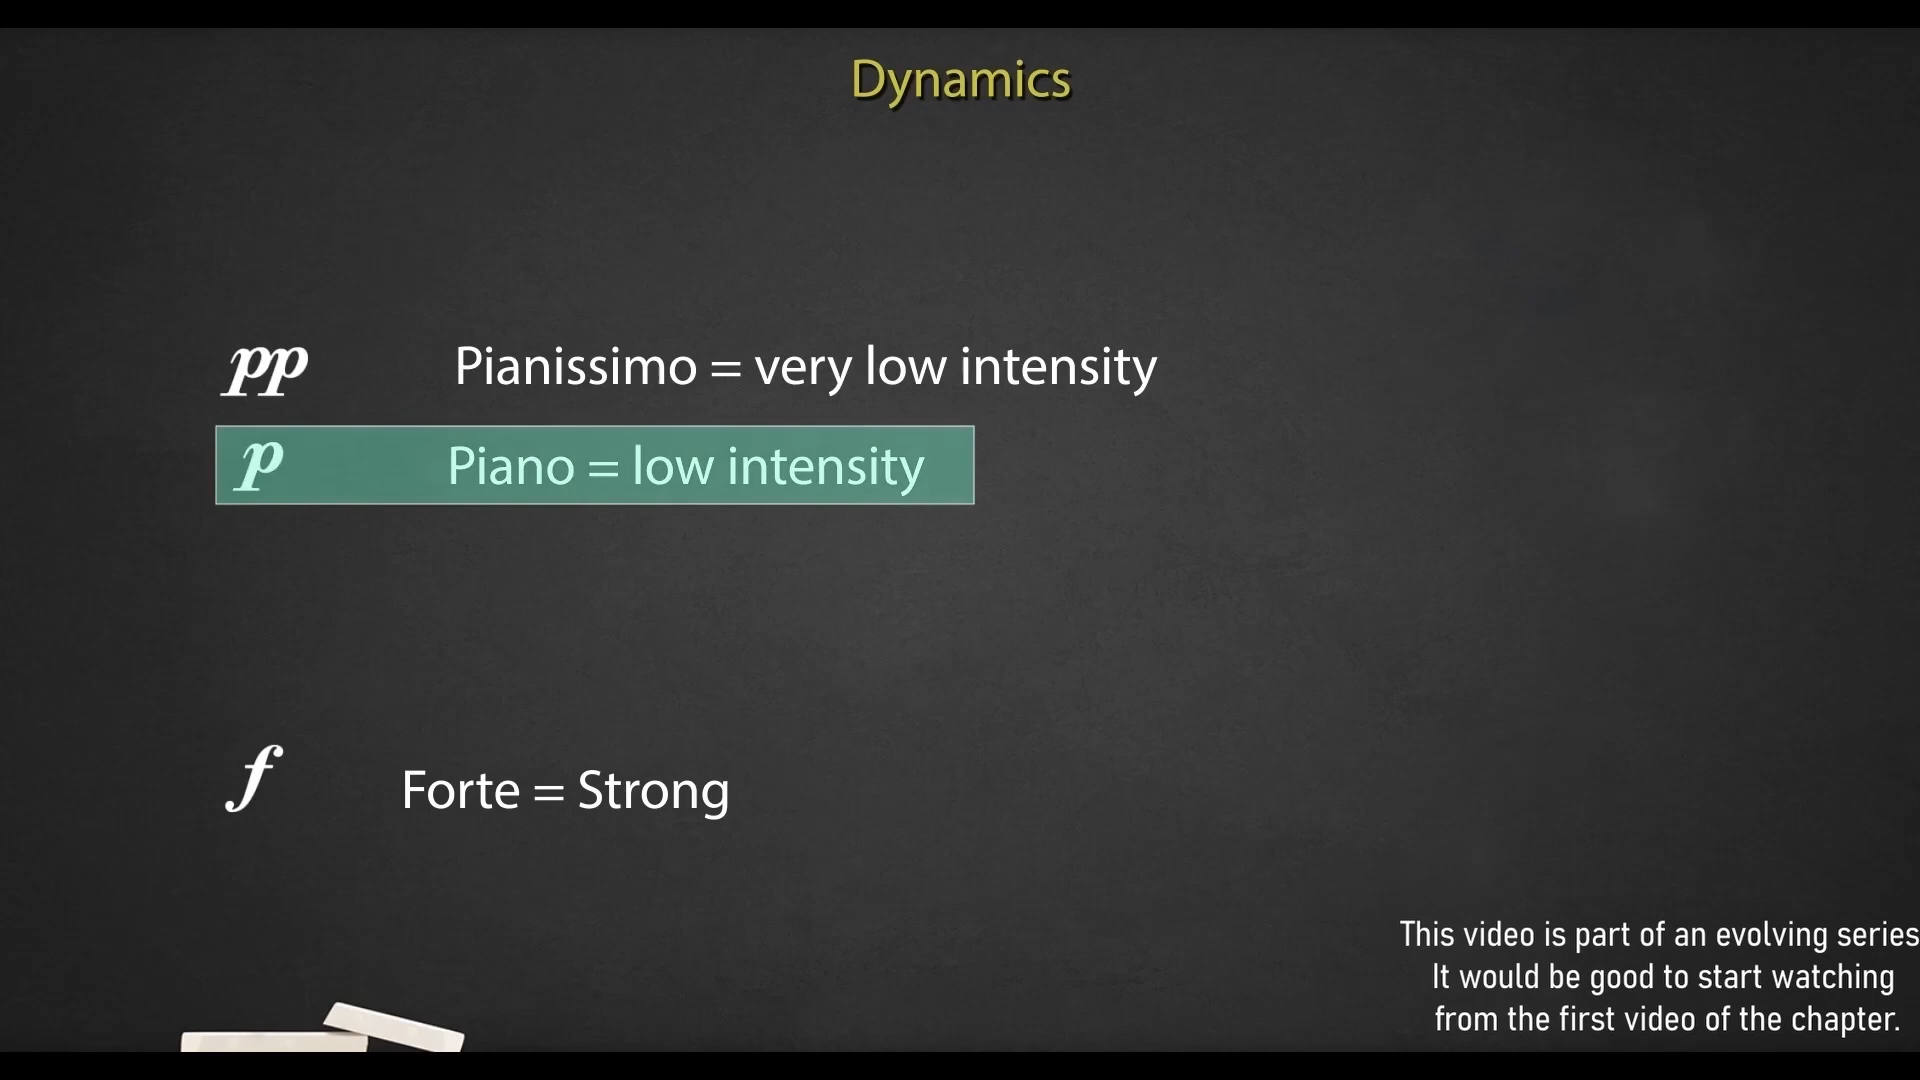 Dynamics
pp Pianissimo = very low intensity
p Piano = low intensity
f Forte = Strong
This video is part of an evolving series
It would be good to start watching
from the first video of the chapter.